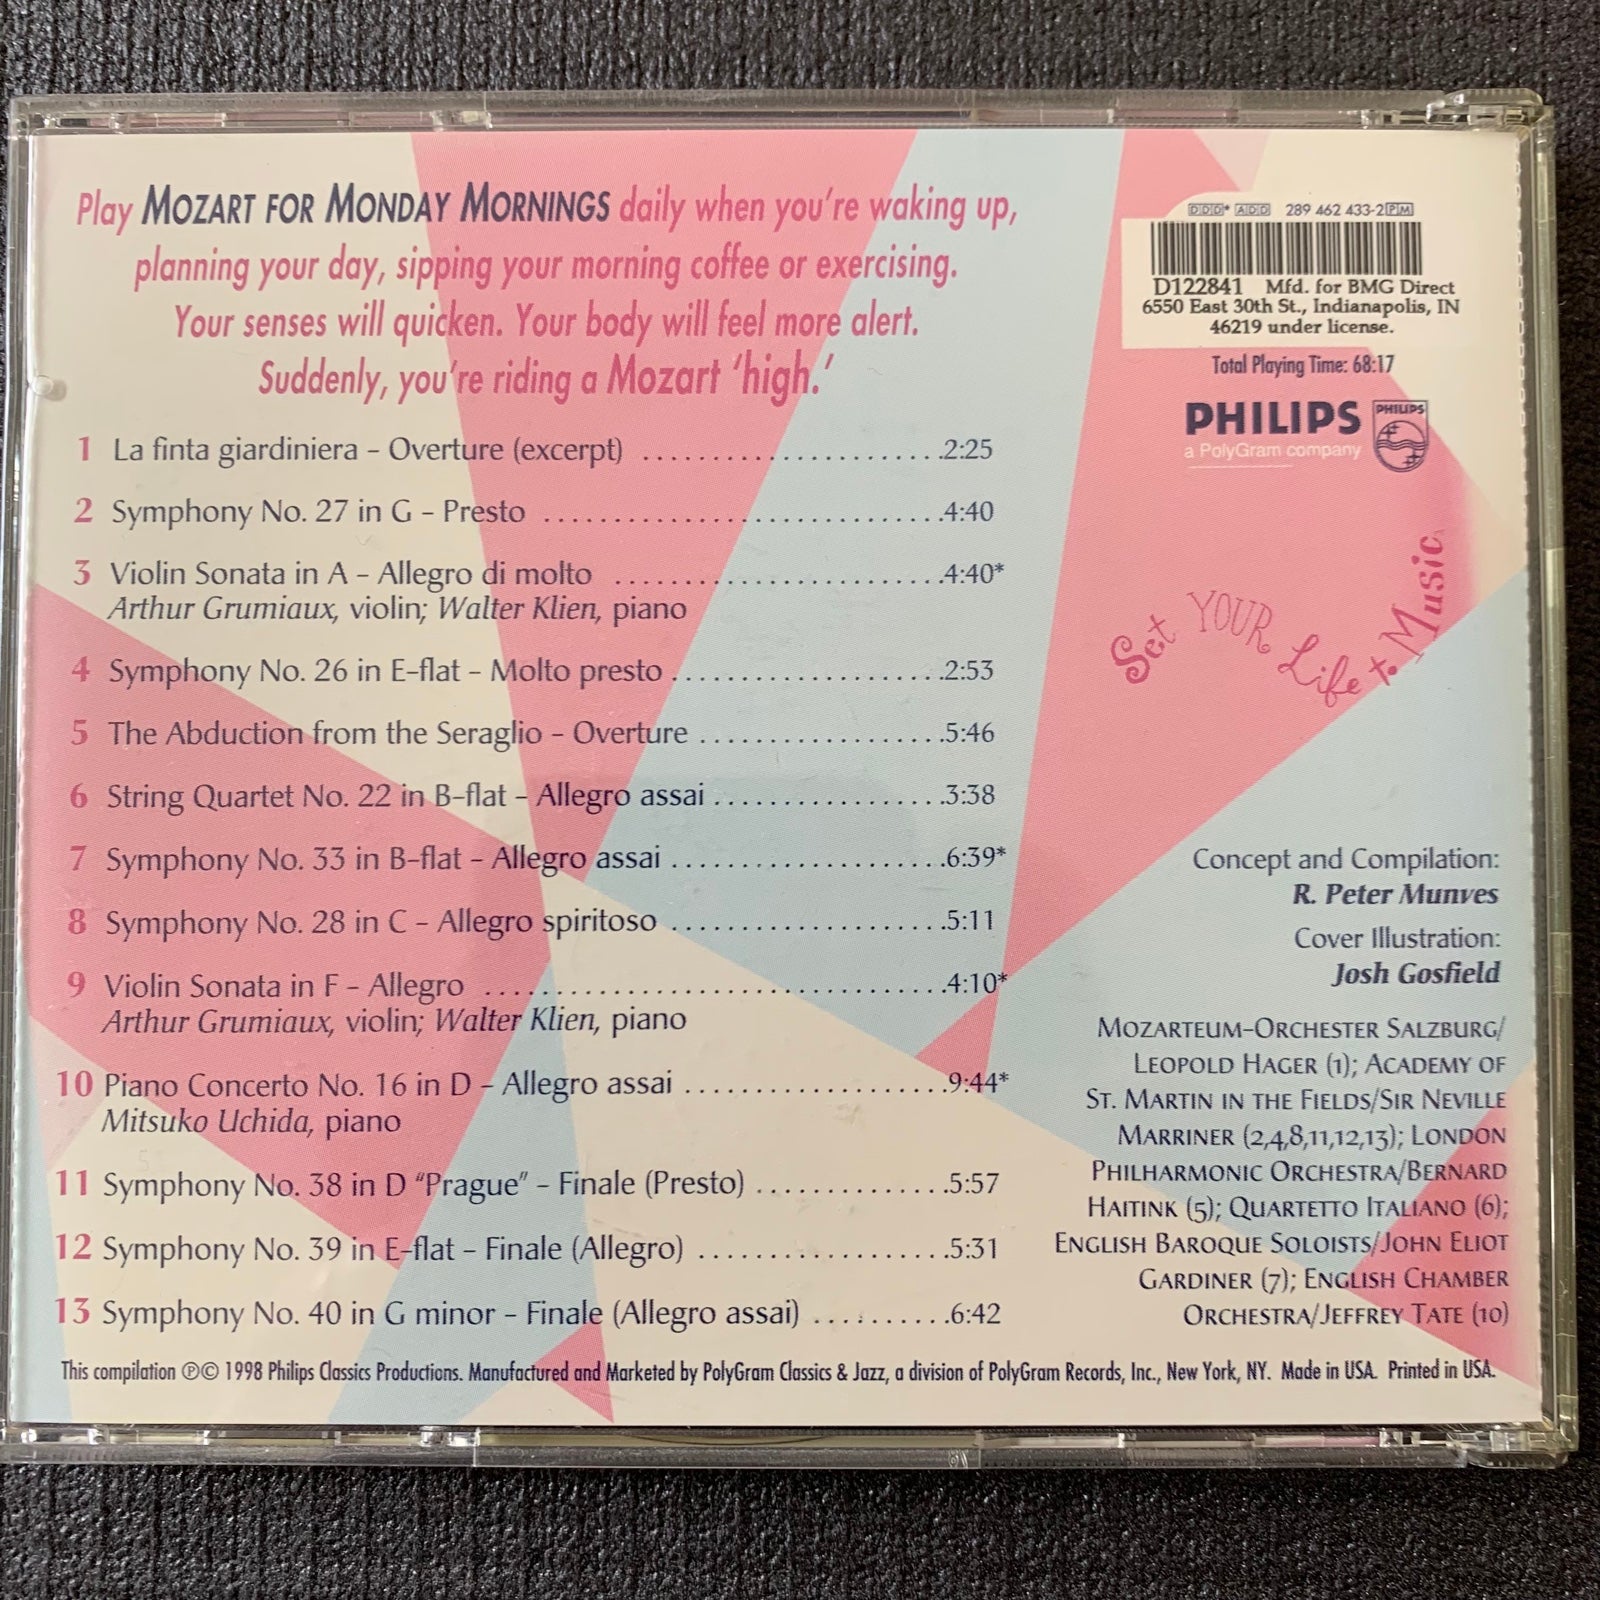 Play MOZART FOR MONDAY MORNINGS daily when you're waking up,
planning your day, sipping your morning coffee or exercising.
Your senses will quicken. Your body will feel more alert.
Suddenly, you're riding a Mozart 'high.'
1 La finta giardiniera – Overture (excerpt) ........................2:25
2 Symphony No. 27 in G – Presto ................................4:40
3 Violin Sonata in A – Allegro di molto ..........................4:40*
Arthur Grumiaux, violin; Walter Klien, piano
4 Symphony No. 26 in E-flat – Molto presto .....................2:53
5 The Abduction from the Seraglio – Overture ...................5:46
6 String Quartet No. 22 in B-flat – Allegro assai ..................3:38
7 Symphony No. 33 in B-flat – Allegro assai .....................6:39*
8 Symphony No. 28 in C – Allegro spiritoso ......................5:11
9 Violin Sonata in F – Allegro ....................................4:10*
Arthur Grumiaux, violin; Walter Klien, piano
10 Piano Concerto No. 16 in D – Allegro assai ....................9:44*
Mitsuko Uchida, piano
11 Symphony No. 38 in D "Prague" – Finale (Presto) ...............5:57
12 Symphony No. 39 in E-flat – Finale (Allegro) ...................5:31
13 Symphony No. 40 in G minor – Finale (Allegro assai) ..........6:42
DDD* ADD 289 462 433-2 PM
D122841 Mfd. for BMG Direct
6550 East 30th St., Indianapolis, IN
46219 under license.
Total Playing Time: 68:17
PHILIPS
a PolyGram company
PHILIPS
Set YOUR Life to Music
Concept and Compilation:
R. Peter Munves
Cover Illustration:
Josh Gosfield
MOZARTEUM-ORCHESTER SALZBURG/
LEOPOLD HAGER (1); ACADEMY OF
ST. MARTIN IN THE FIELDS/SIR NEVILLE
MARRINER (2,4,8,11,12,13); LONDON
PHILHARMONIC ORCHESTRA/BERNARD
HAITINK (5); QUARTETTO ITALIANO (6);
ENGLISH BAROQUE SOLOISTS/JOHN ELIOT
GARDINER (7); ENGLISH CHAMBER
ORCHESTRA/JEFFREY TATE (10)
This compilation ℗© 1998 Philips Classics Productions. Manufactured and Marketed by PolyGram Classics & Jazz, a division of PolyGram Records, Inc., New York, NY. Made in USA. Printed in USA.